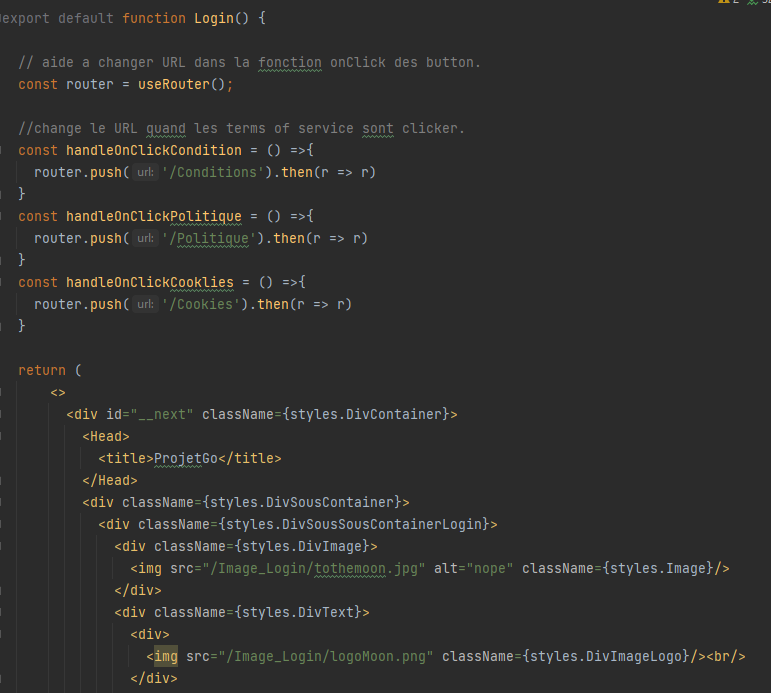 export default function Login() {
// aide a changer URL dans la fonction onClick des button.
const router = useRouter();
//change le URL quand les terms of service sont clicker.
const handleOnClickCondition = () =>{
router.push( url: '/Conditions').then(r => r)
}
const handleOnClickPolitique = () =>{
router.push( url: '/Politique').then(r => r)
}
const handleOnClickCooklies = () =>{
router.push( url: '/Cookies').then(r => r)
}
return (
<>
<div id="__next" className={styles.DivContainer}>
<Head>
<title>ProjetGo</title>
</Head>
<div className={styles.DivSousContainer}>
<div className={styles.DivSousSousContainerLogin}>
<div className={styles.DivImage}>
<img src="/Image_Login/tothemoon.jpg" alt="nope" className={styles.Image}/>
</div>
<div className={styles.DivText}>
<div>
<img src="/Image_Login/logoMoon.png" className={styles.DivImageLogo}/><br/>
</div>